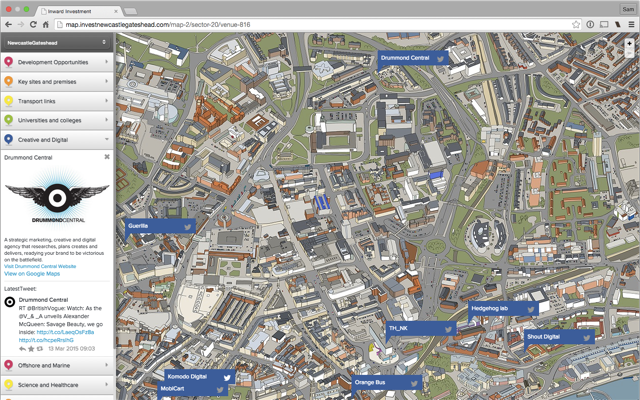 Inward Investment
Sam
map.investnewcastlegateshead.com/map-2/sector-20/venue-816
NewcastleGateshead
Development Opportunities
Key sites and premises
Transport links
Universities and colleges
Creative and Digital
Drummond Central
DRUMMONDCENTRAL
A strategic marketing, creative and digital
agency that researches, plans creates and
delivers, readying your brand to be victorious
on the battlefield.
Visit Drummond Central Website
View on Google Maps
LatestTweet:
Drummond Central
RT @BritishVogue: Watch: As the
@V_&_A unveils Alexander
McQueen: Savage Beauty, we go
inside: http://t.co/LwqOsFzBa
http://t.co/hcpeRrsIhG
13 Mar 2015 09:03
Offshore and Marine
Science and Healthcare
Drummond Central
Guerilla
Hedgehog lab
TH_NK
Shout Digital
Komodo Digital
MobiCart
Orange Bus